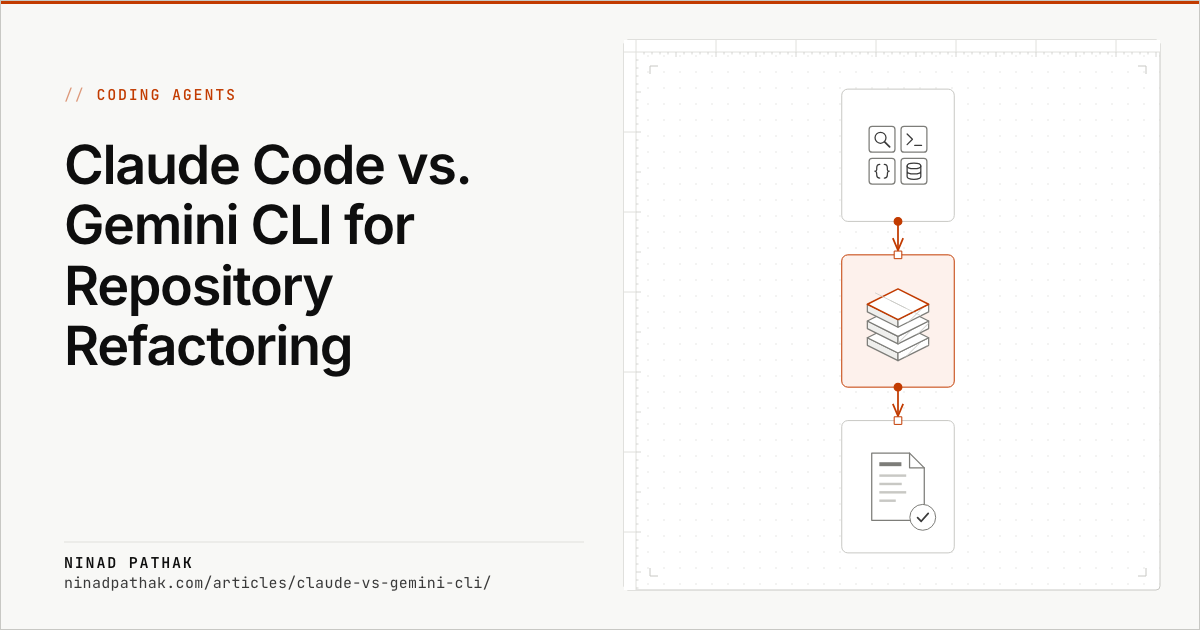 // CODING AGENTS
Claude Code vs.
Gemini CLI for
Repository
Refactoring
NINAD PATHAK
ninadpathak.com/articles/claude-vs-gemini-cli/